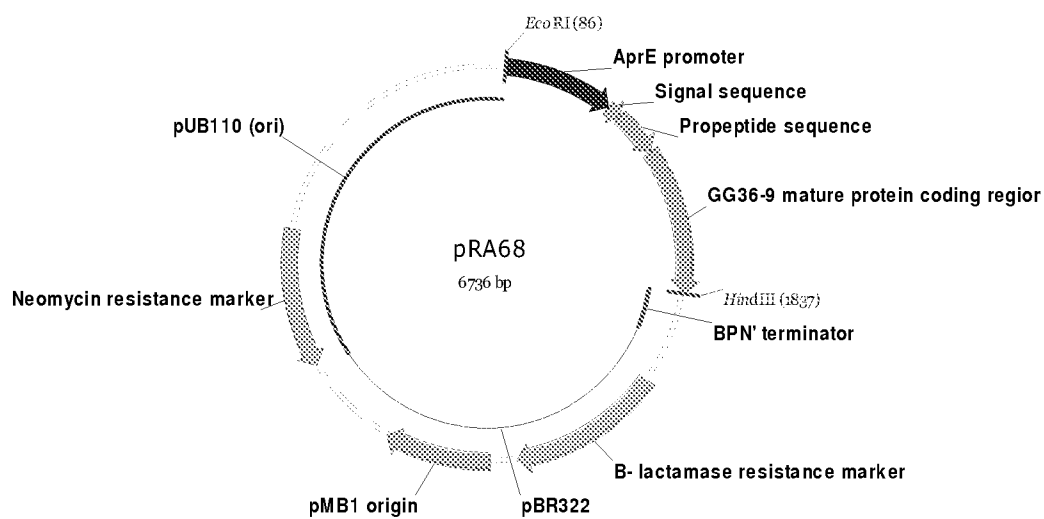 EcoRI (86)
AprE promoter
Signal sequence
Propeptide sequence
pUB110 (ori)
GG36-9 mature protein coding regior
pRA68
6736 bp
Neomycin resistance marker
HindIII (1837)
BPN' terminator
B- lactamase resistance marker
pMB1 origin
pBR322